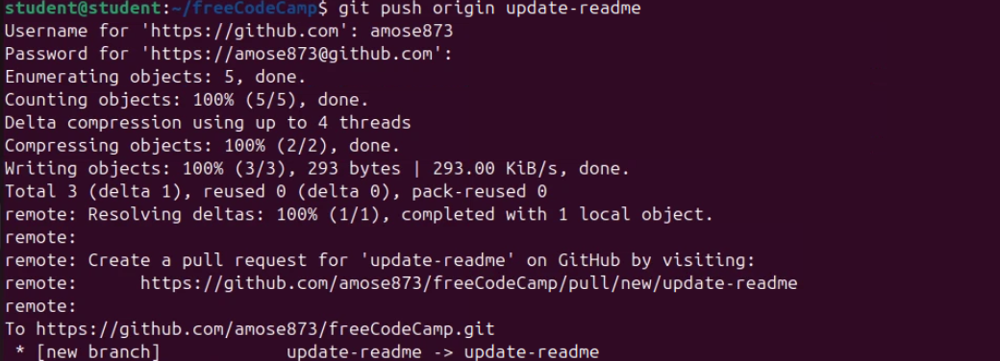 student@student:~/freeCodeCamp$ git push origin update-readme
Username for 'https://github.com': amose873
Password for 'https://amose873@github.com':
Enumerating objects: 5, done.
Counting objects: 100% (5/5), done.
Delta compression using up to 4 threads
Compressing objects: 100% (2/2), done.
Writing objects: 100% (3/3), 293 bytes | 293.00 KiB/s, done.
Total 3 (delta 1), reused 0 (delta 0), pack-reused 0
remote: Resolving deltas: 100% (1/1), completed with 1 local object.
remote:
remote: Create a pull request for 'update-readme' on GitHub by visiting:
remote:      https://github.com/amose873/freeCodeCamp/pull/new/update-readme
remote:
To https://github.com/amose873/freeCodeCamp.git
 * [new branch]            update-readme -> update-readme